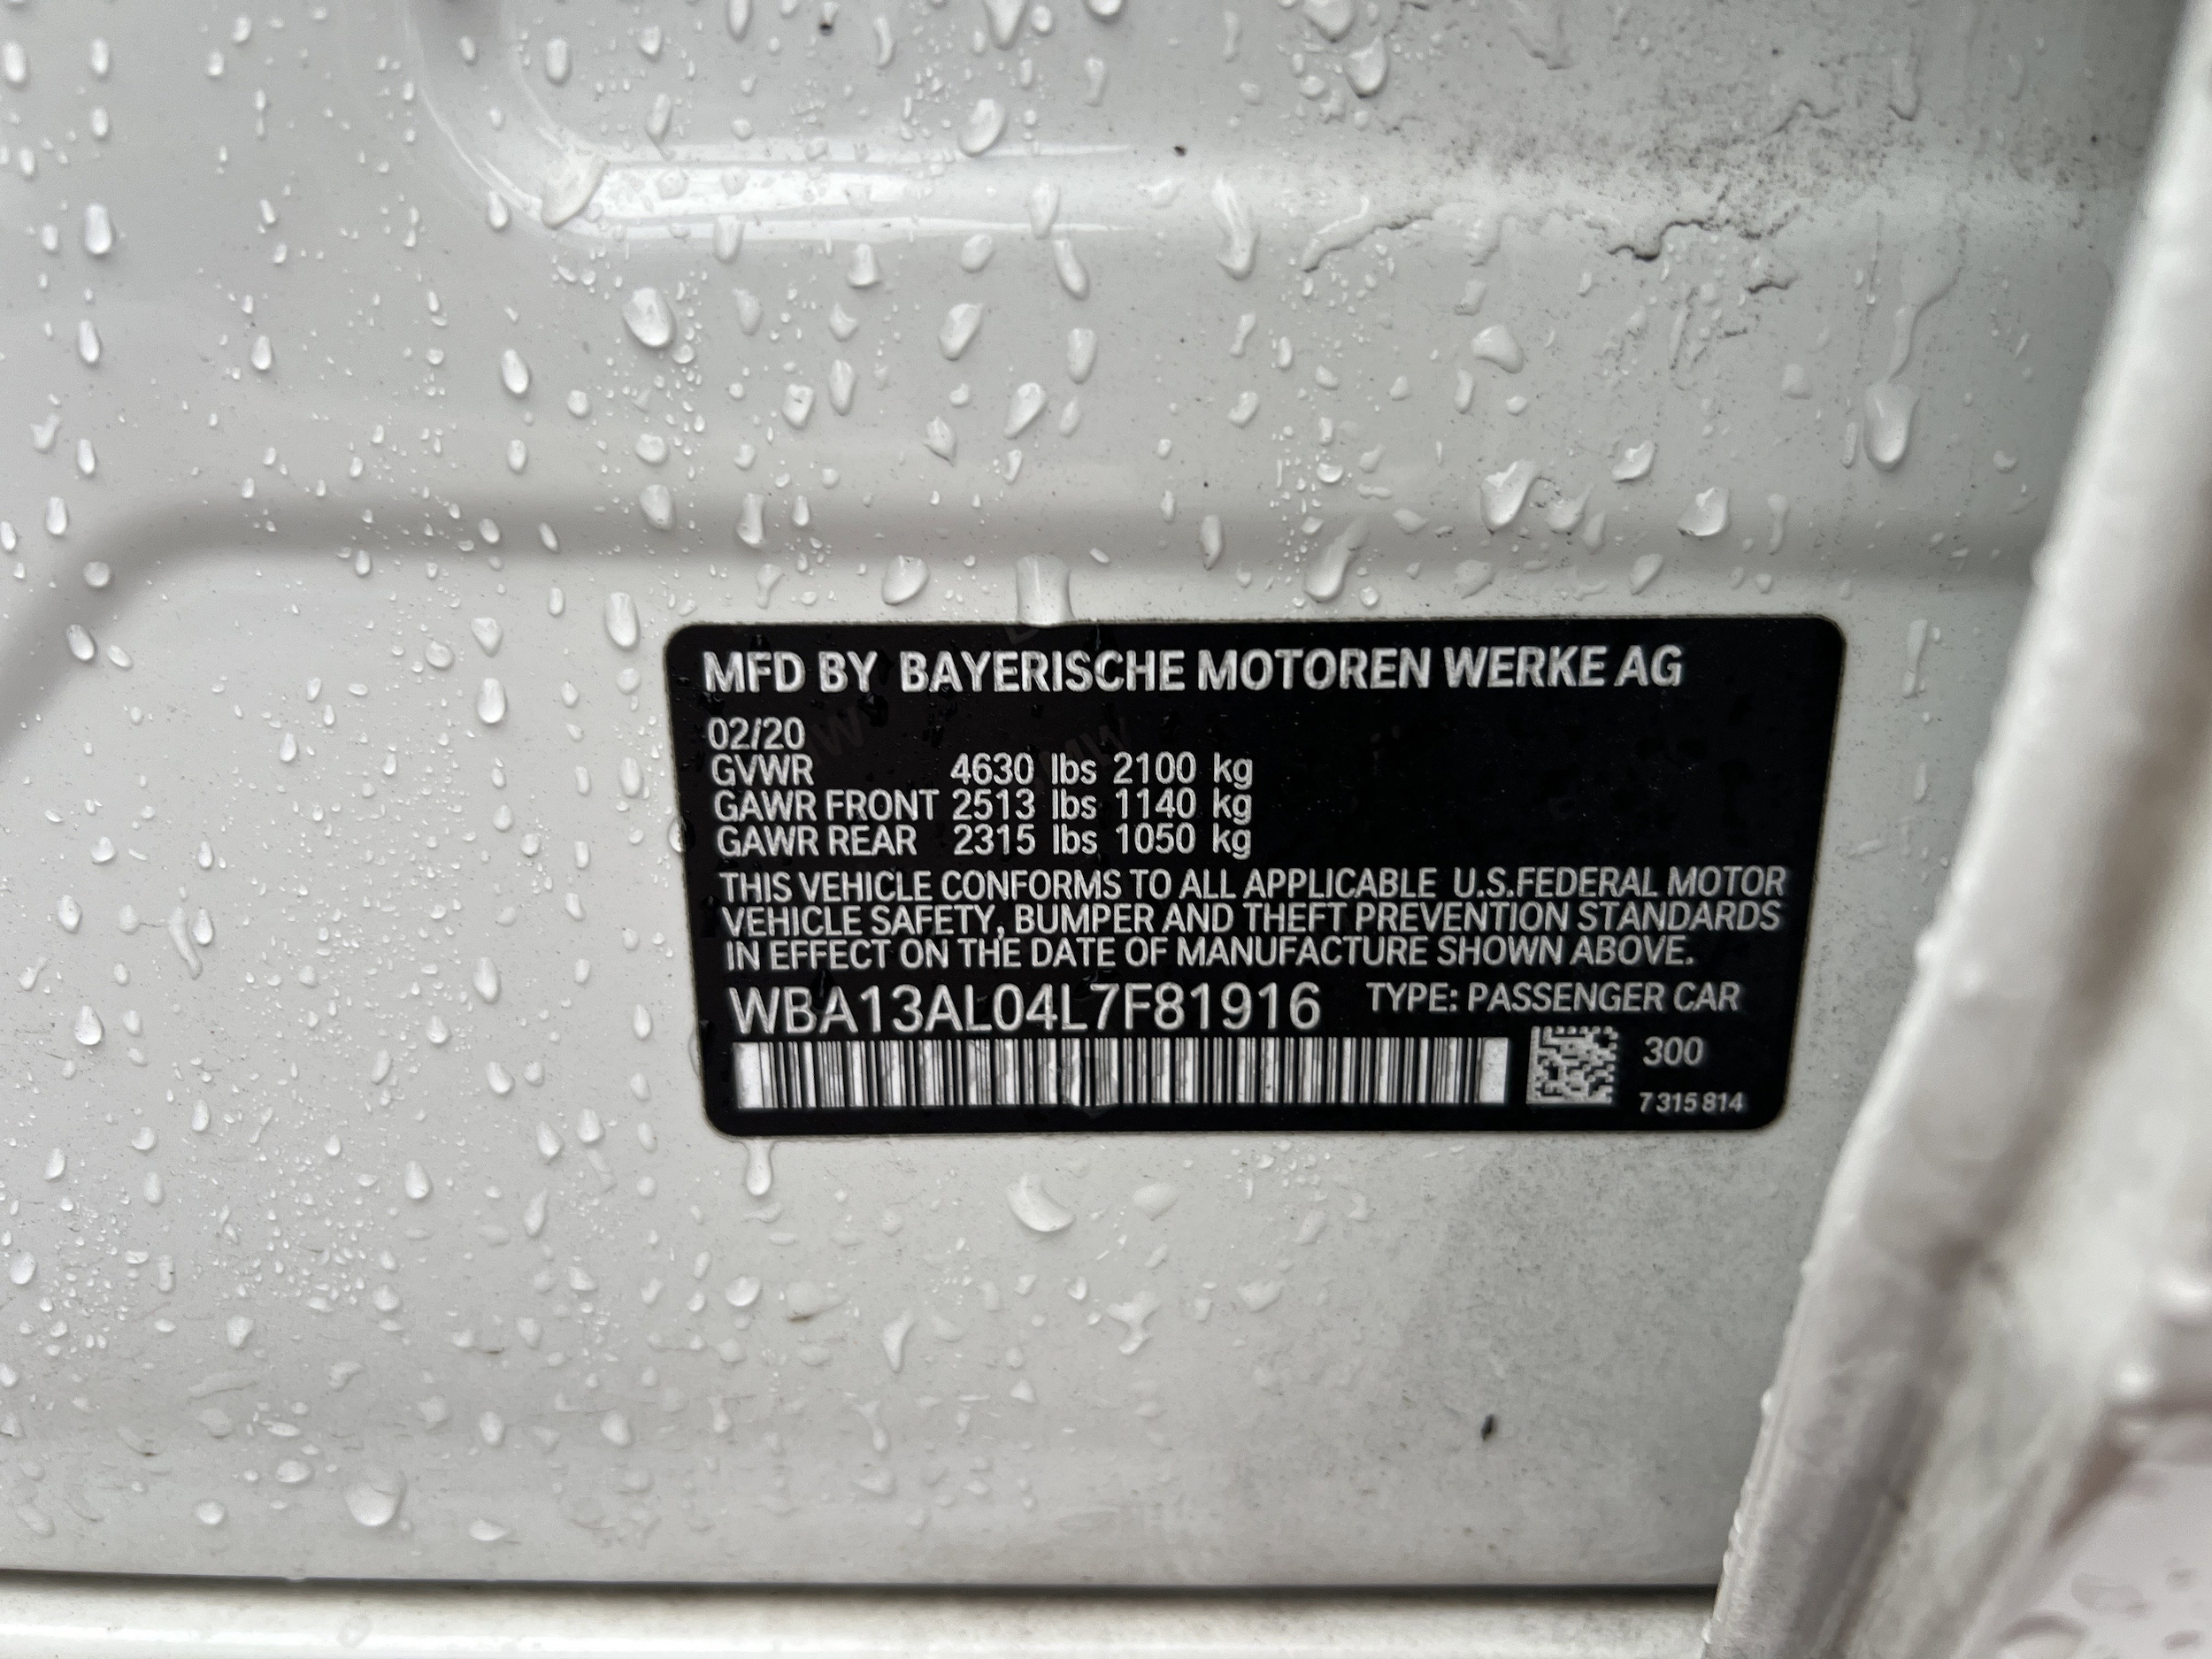 MFD BY BAYERISCHE MOTOREN WERKE AG
02/20
GVWR 4630 lbs 2100 kg
GAWR FRONT 2513 lbs 1140 kg
GAWR REAR 2315 lbs 1050 kg
THIS VEHICLE CONFORMS TO ALL APPLICABLE U.S.FEDERAL MOTOR
VEHICLE SAFETY, BUMPER AND THEFT PREVENTION STANDARDS
IN EFFECT ON THE DATE OF MANUFACTURE SHOWN ABOVE.
WBA13AL04L7F81916 TYPE: PASSENGER CAR
300
7 315 814